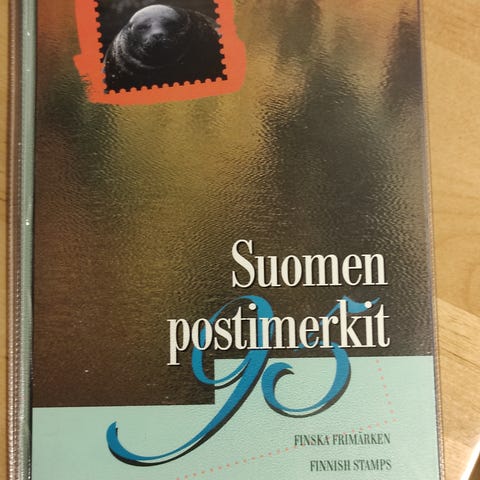 Suomen
postimerkit
95
FINSKA FRIMÄRKEN
FINNISH STAMPS